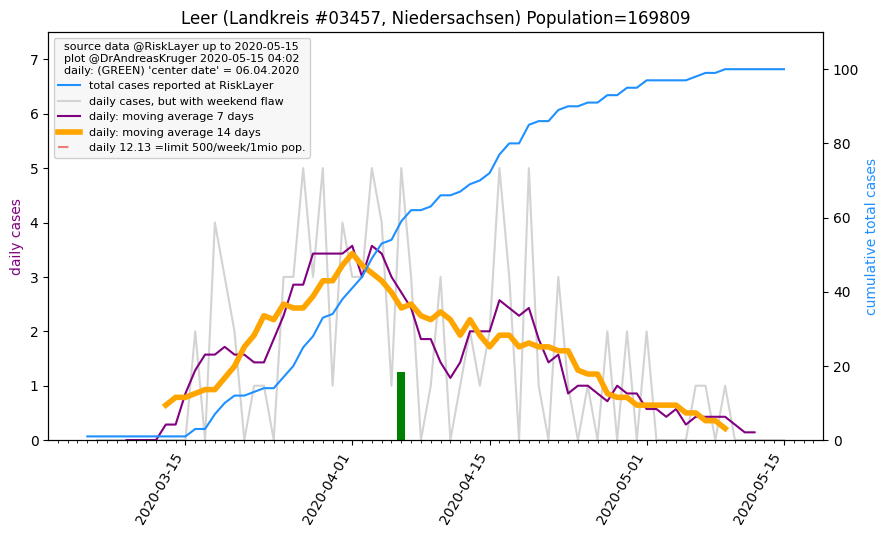 Leer (Landkreis #03457, Niedersachsen) Population=169809
source data @RiskLayer up to 2020-05-15
plot @DrAndreasKruger 2020-05-15 04:02
daily: (GREEN) 'center date' = 06.04.2020
total cases reported at RiskLayer
daily cases, but with weekend flaw
daily: moving average 7 days
daily: moving average 14 days
daily 12.13 =limit 500/week/1mio pop.
daily cases
7
6
5
4
3
2
1
0
100
80
60
40
20
0
cumulative total cases
2020-03-15
2020-04-01
2020-04-15
2020-05-01
2020-05-15